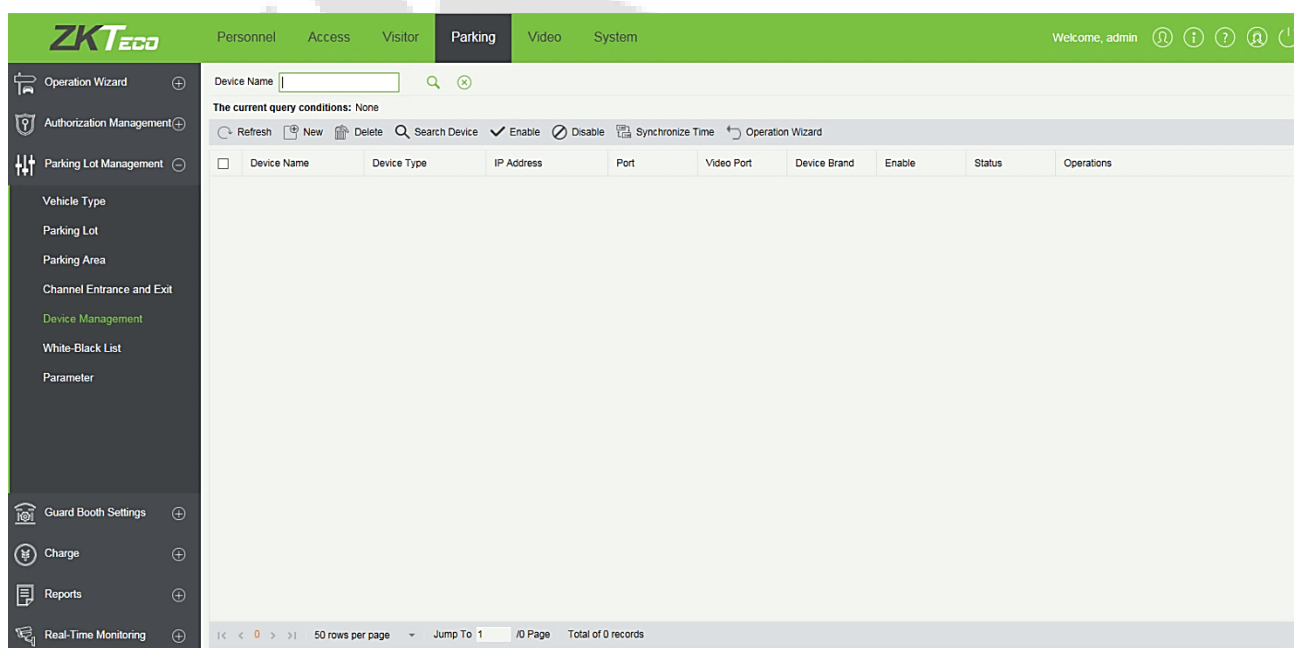 ZKTeco
Personnel Access Visitor Parking Video System
Welcome, admin
Operation Wizard
Authorization Management
Parking Lot Management
Vehicle Type
Parking Lot
Parking Area
Channel Entrance and Exit
Device Management
White-Black List
Parameter
Guard Booth Settings
Charge
Reports
Real-Time Monitoring
Device Name
The current query conditions: None
Refresh New Delete Search Device Enable Disable Synchronize Time Operation Wizard
Device Name Device Type IP Address Port Video Port Device Brand Enable Status Operations
|< < 0 > >| 50 rows per page Jump To 1 /0 Page Total of 0 records